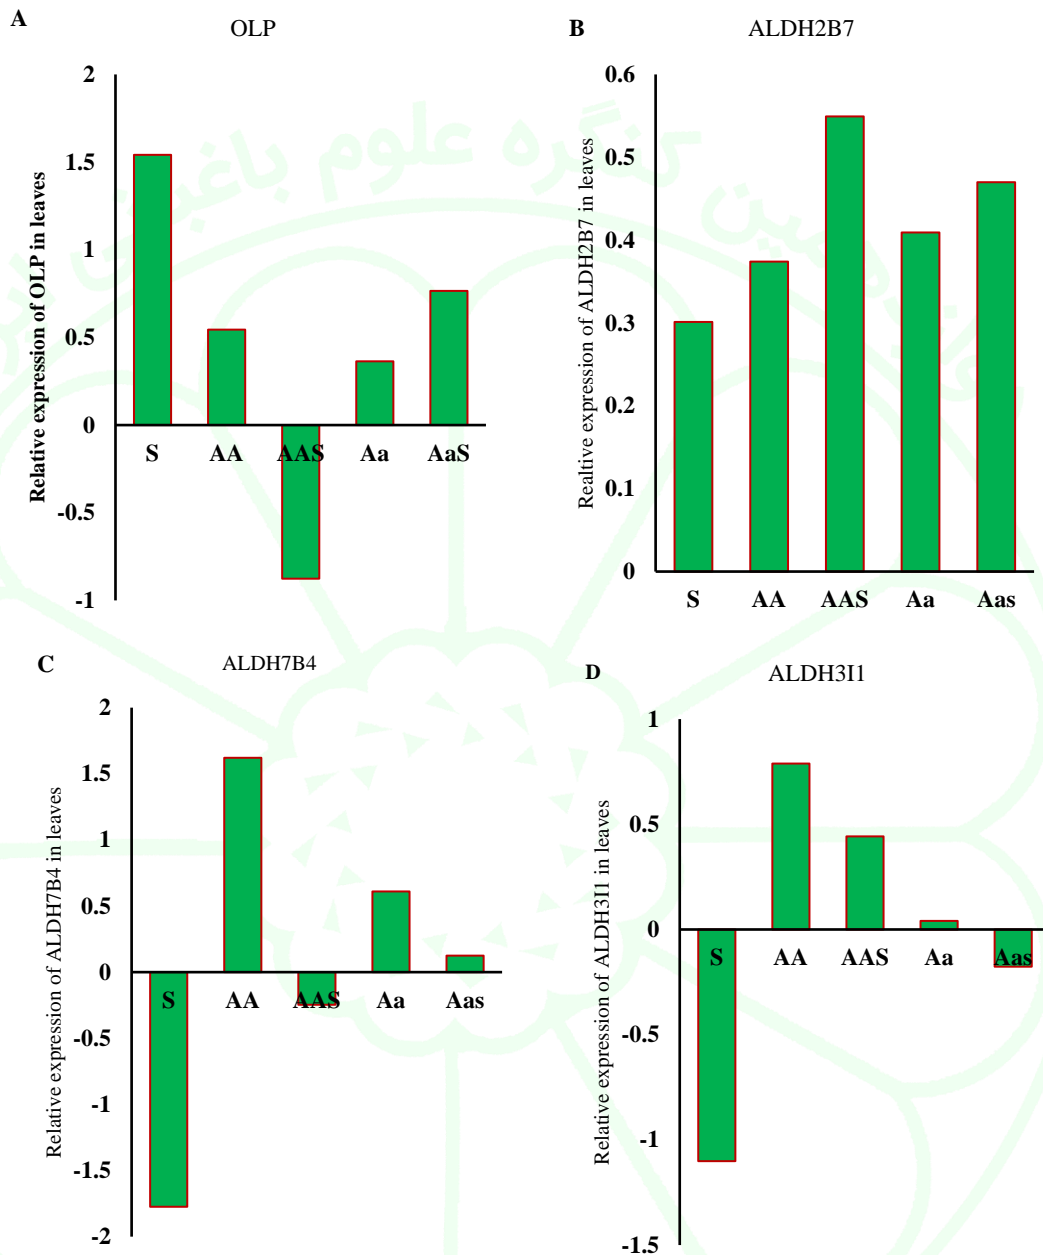 A
OLP
Relative expression of OLP in leaves
2
1.5
1
0.5
0
-0.5
-1
S AA AAS Aa AaS
B
ALDH2B7
Realtive expression of ALDH2B7 in leaves
0.6
0.5
0.4
0.3
0.2
0.1
0
S AA AAS Aa Aas
C
ALDH7B4
Relative expression of ALDH7B4 in leaves
2
1.5
1
0.5
0
-0.5
-1
-1.5
-2
S AA AAS Aa Aas
D
ALDH3I1
Relative expression of ALDH3I1 in leaves
1
0.5
0
-0.5
-1
-1.5
S AA AAS Aa Aas
کنگره علوم